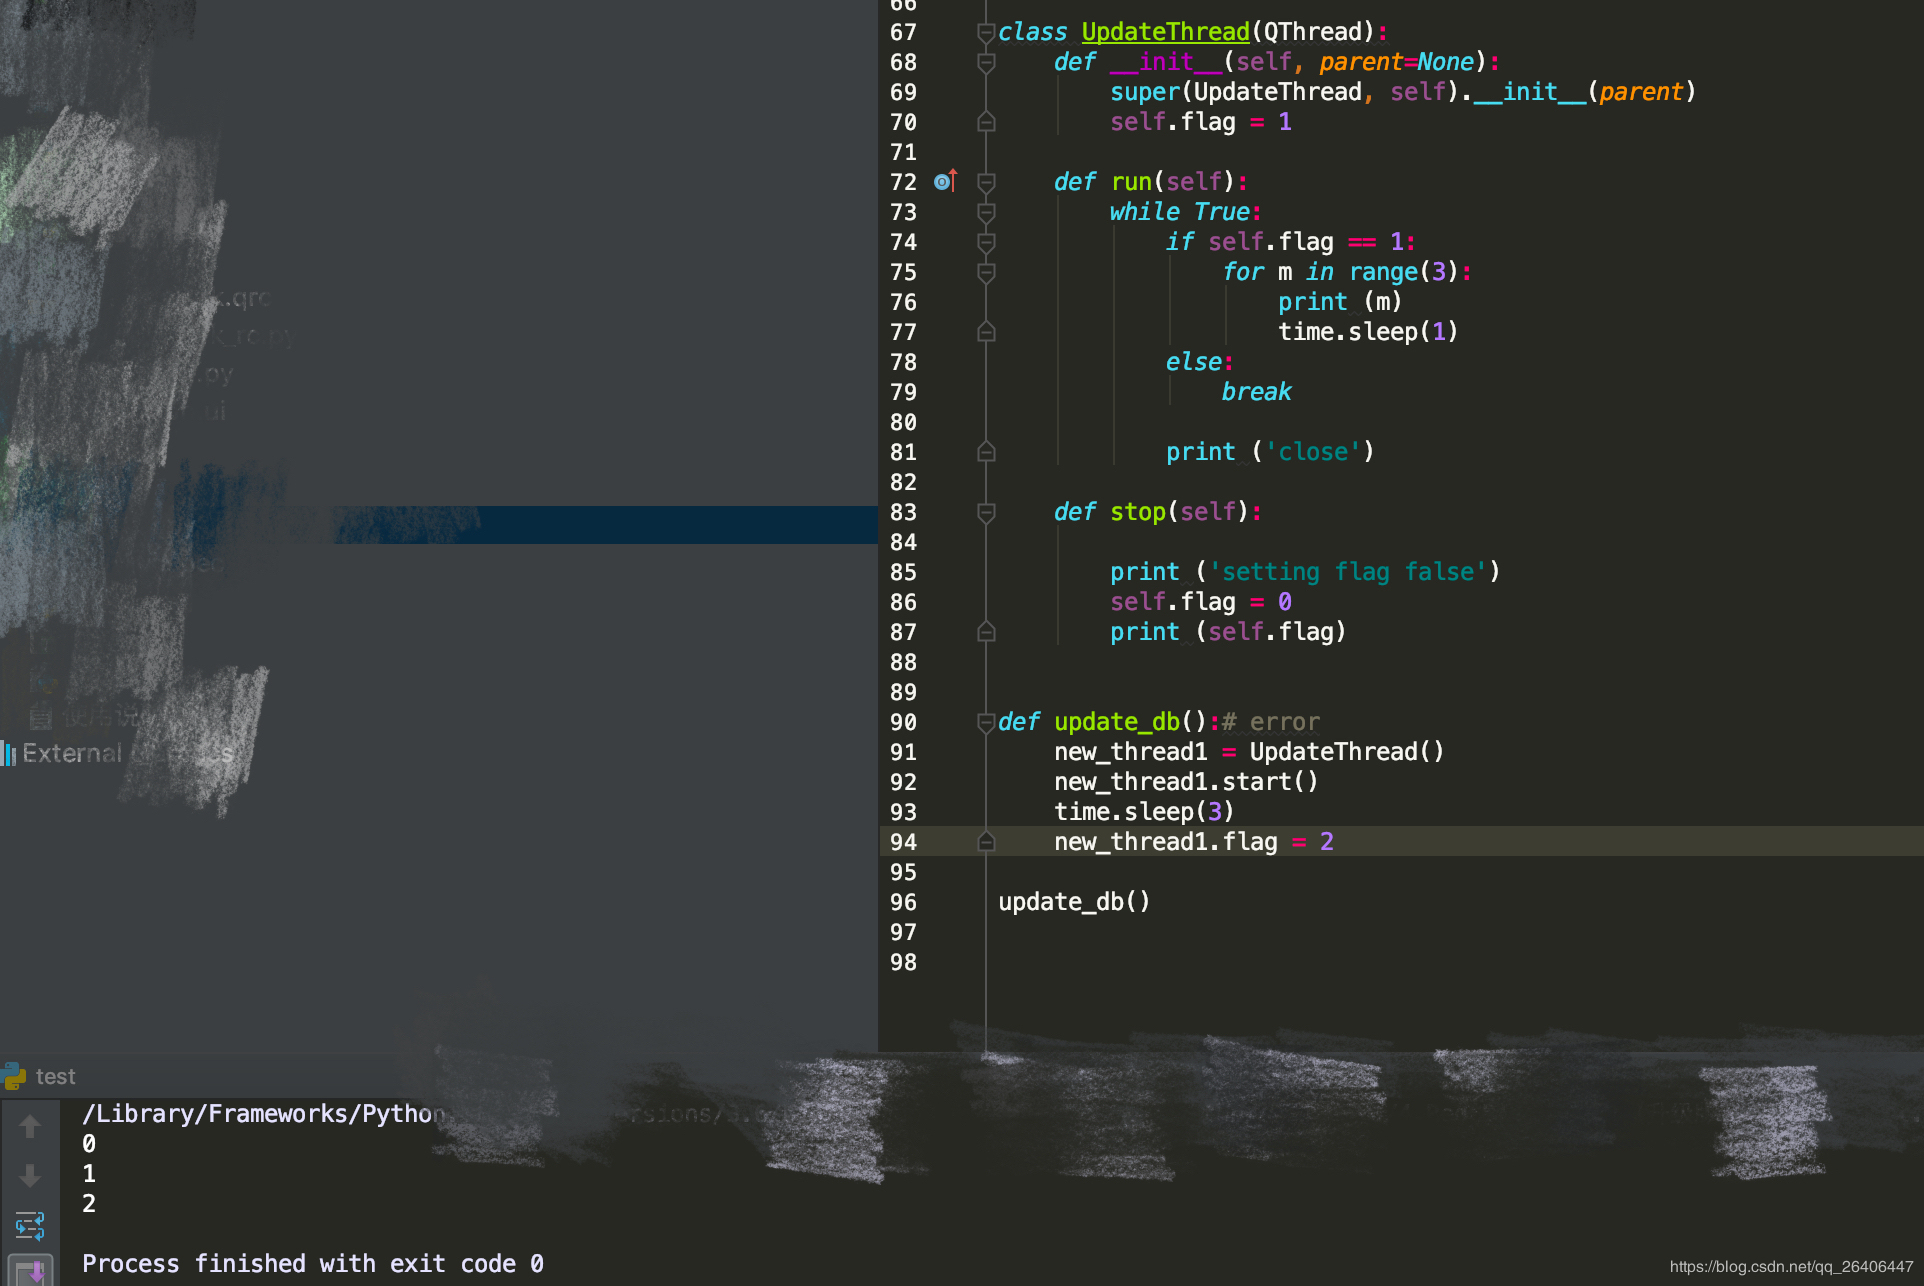 66
67 class UpdateThread(QThread):
68     def __init__(self, parent=None):
69         super(UpdateThread, self).__init__(parent)
70         self.flag = 1
71
72     def run(self):
73         while True:
74             if self.flag == 1:
75                 for m in range(3):
76                     print (m)
77                     time.sleep(1)
78             else:
79                 break
80
81             print ('close')
82
83     def stop(self):
84
85         print ('setting flag false')
86         self.flag = 0
87         print (self.flag)
88
89
90 def update_db():# error
91     new_thread1 = UpdateThread()
92     new_thread1.start()
93     time.sleep(3)
94     new_thread1.flag = 2
95
96 update_db()
97
98
.qrc
.py
ui
External
test
/Library/Frameworks/Python
0
1
2
Process finished with exit code 0
https://blog.csdn.net/qq_26406447